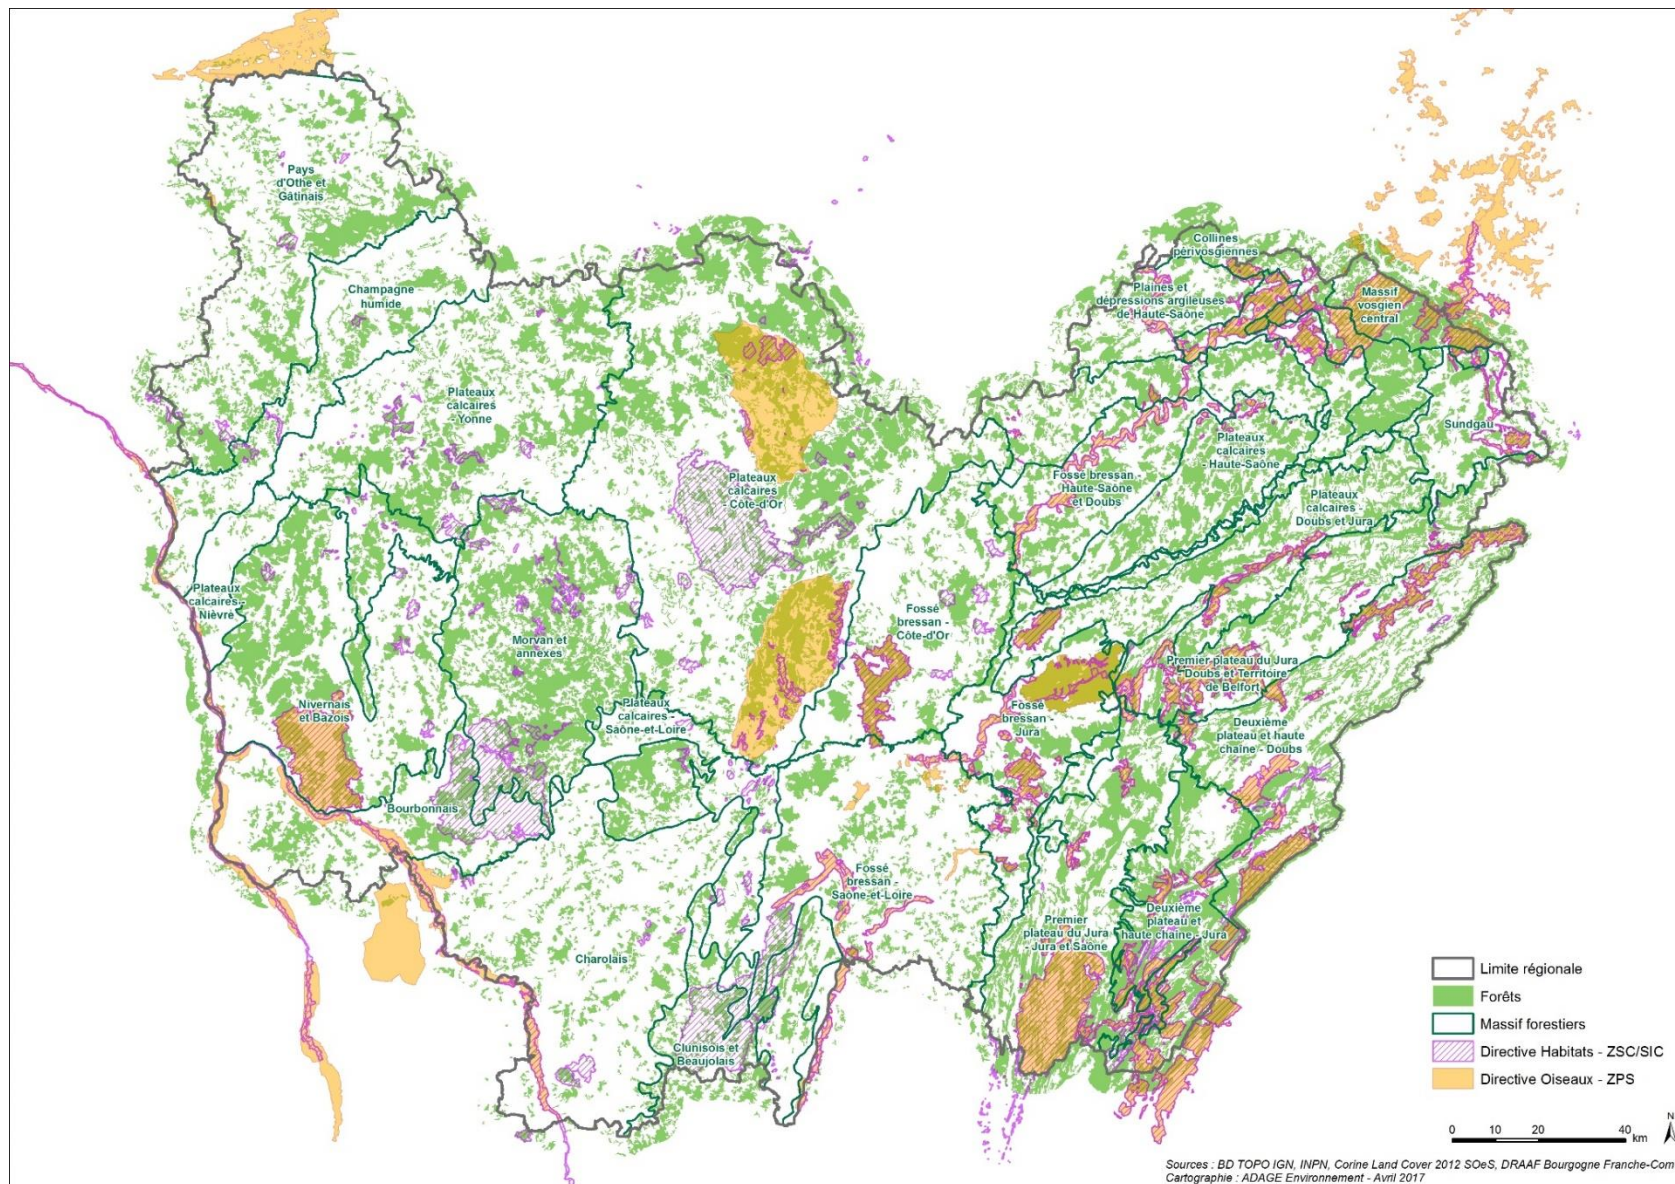 Pays
d'Othe et
Gâtinais
Champagne -
humide
Plateaux
calcaires -
Yonne
Plateaux
calcaires
- Côte-d'Or
Collines
périvosgiennes
Plaines et
dépressions argileuses
de Haute-Saône
Massif
vosgien
central
Sundgau
Plateaux
calcaires
- Haute-Saône
Fossé bressan -
Haute-Saône
et Doubs
Plateaux
calcaires -
Doubs et Jura
Plateaux
calcaires -
Nièvre
Morvan et
annexes
Fossé
bressan -
Côte-d'Or
Premier plateau du Jura
- Doubs et Territoire
de Belfort
Nivernais
et Bazois
Plateaux
calcaires -
Saône-et-Loire
Fossé
bressan -
Jura
Deuxième
plateau et haute
chaîne - Doubs
Bourbonnais
Fossé
bressan -
Saône-et-Loire
Premier
plateau du Jura
- Jura et Saône
Deuxième
plateau et
haute chaîne - Jura
Charolais
Clunisois et
Beaujolais
Limite régionale
Forêts
Massif forestiers
Directive Habitats - ZSC/SIC
Directive Oiseaux - ZPS
0 10 20 40 km
N
Sources : BD TOPO IGN, INPN, Corine Land Cover 2012 SOeS, DRAAF Bourgogne Franche-Com
Cartographie : ADAGE Environnement - Avril 2017